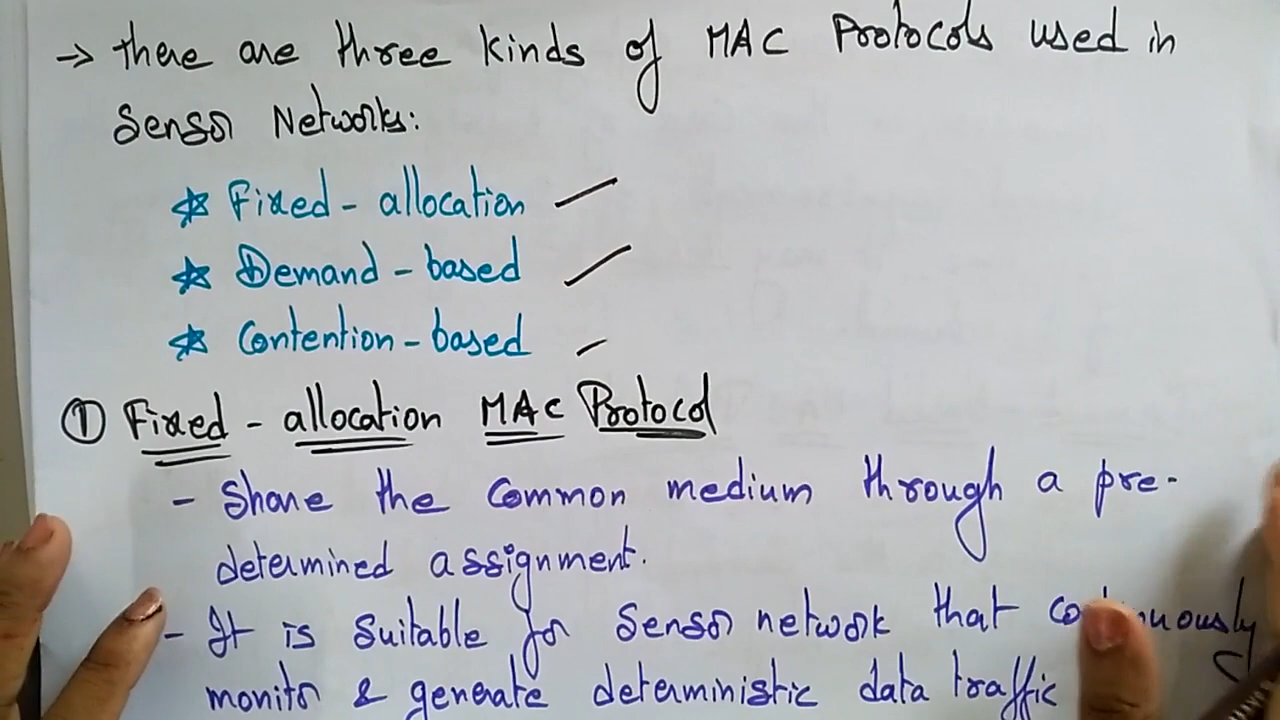 → there are three kinds of MAC Protocols used in
Sensor Networks:
☆ Fixed - allocation
☆ Demand - based
☆ Contention - based
① Fixed - allocation MAC Protocol
- Share the common medium through a pre-
determined assignment.
- It is suitable for sensor network that
monitor & generate deterministic data traffic